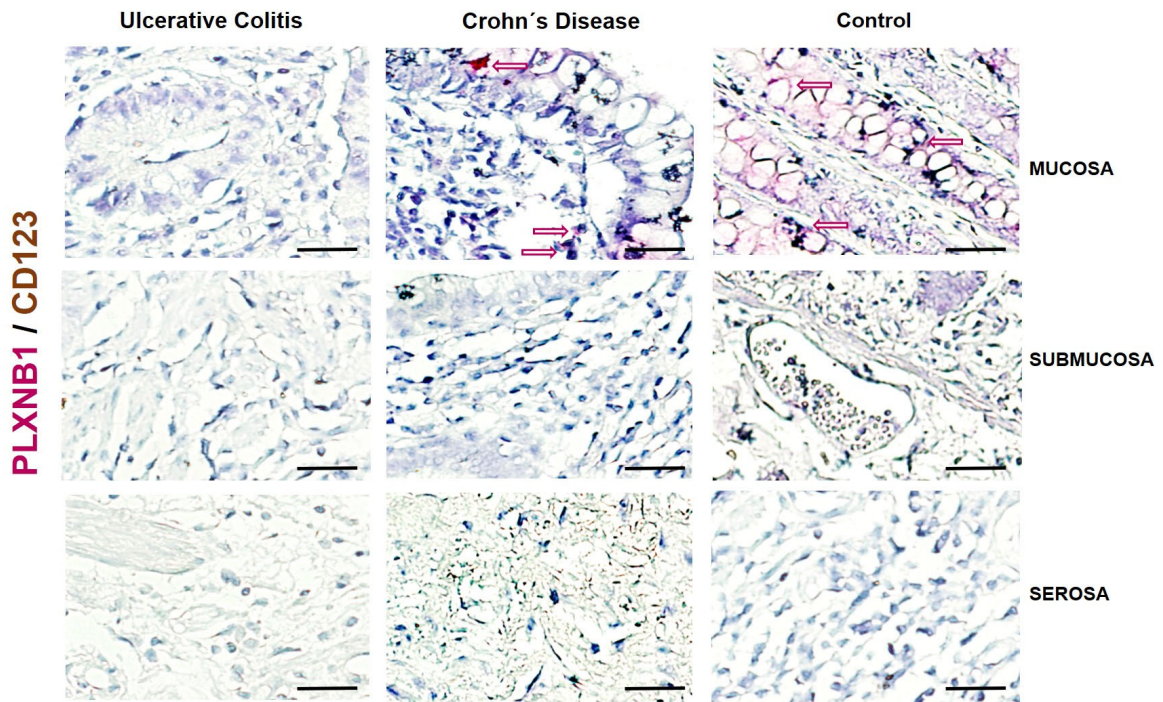 Ulcerative Colitis
Crohn´s Disease
Control
PLXNB1 / CD123
MUCOSA
SUBMUCOSA
SEROSA